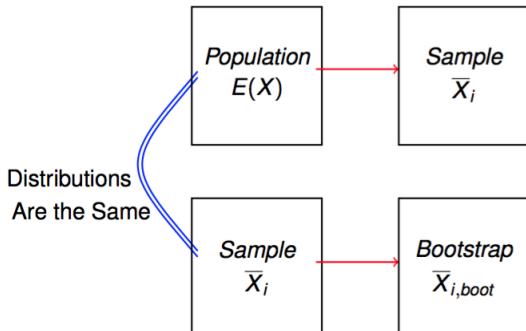 Population
E(X)
Sample
X̅ᵢ
Distributions
Are the Same
Sample
X̅ᵢ
Bootstrap
X̅ᵢ,boot